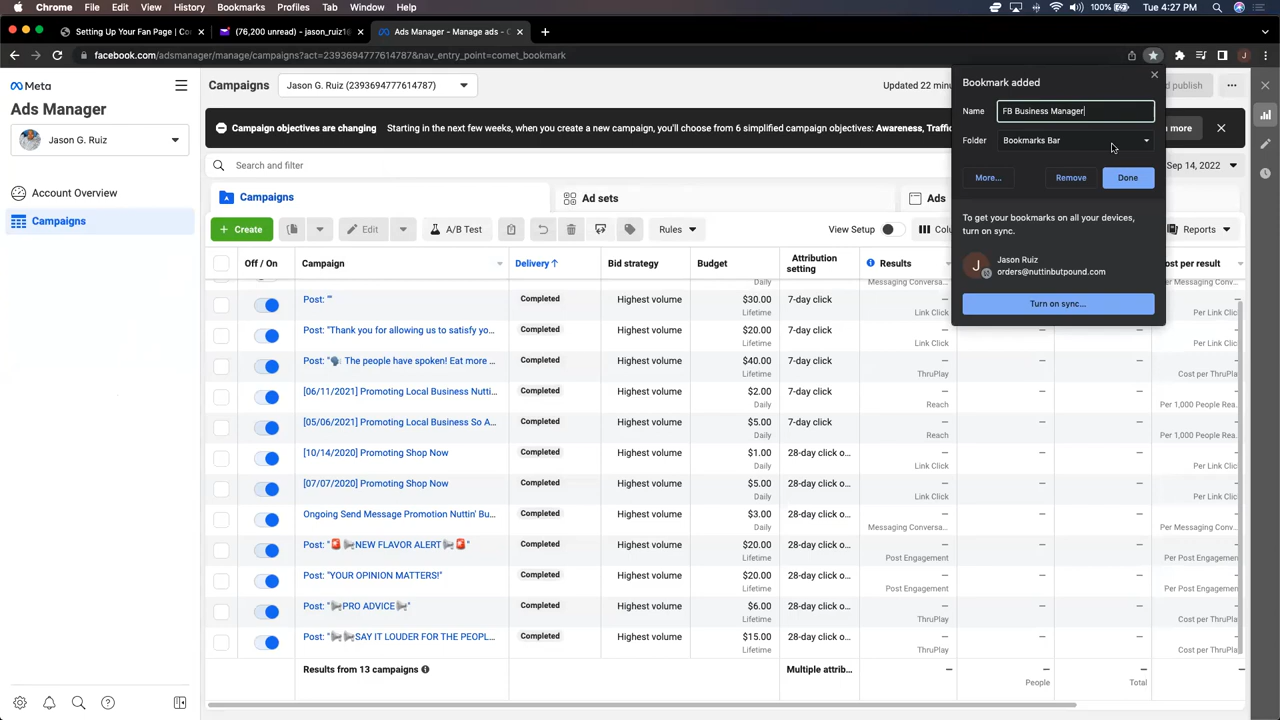 Chrome File Edit View History Bookmarks Profiles Tab Window Help 100% Tue 4:27 PM
Setting Up Your Fan Page | Co (76,200 unread) - jason_ruiz1 Ads Manager - Manage ads - C
facebook.com/adsmanager/manage/campaigns?act=2393694777614787&nav_entry_point=comet_bookmark
Meta
Ads Manager
Jason G. Ruiz
Account Overview
Campaigns
Campaigns Jason G. Ruiz (2393694777614787) Updated 22 minu publish
Campaign objectives are changing Starting in the next few weeks, when you create a new campaign, you'll choose from 6 simplified campaign objectives: Awareness, Traffic more
Search and filter Sep 14, 2022
Campaigns Ad sets Ads
Create Edit A/B Test Rules View Setup Colu Reports
Off / On Campaign Delivery ↑ Bid strategy Budget Attribution setting Results ost per result
Daily Messaging Conversa... Per Messaging Conver
Post: "" Completed Highest volume $30.00 7-day click — — — —
Lifetime Link Click Per Link Click
Post: "Thank you for allowing us to satisfy yo... Completed Highest volume $20.00 7-day click — — — —
Lifetime Link Click Per Link Click
Post: "🗣 The people have spoken! Eat more ... Completed Highest volume $40.00 7-day click — — — —
Lifetime ThruPlay Cost per ThruPla
[06/11/2021] Promoting Local Business Nutti... Completed Highest volume $2.00 7-day click — — — —
Daily Reach Per 1,000 People Rea.
[05/06/2021] Promoting Local Business So A... Completed Highest volume $5.00 7-day click — — — —
Daily Reach Per 1,000 People Rea.
[10/14/2020] Promoting Shop Now Completed Highest volume $1.00 28-day click o... — — — —
Daily Link Click Per Link Clic
[07/07/2020] Promoting Shop Now Completed Highest volume $5.00 28-day click o... — — — —
Daily Link Click Per Link Clic
Ongoing Send Message Promotion Nuttin' Bu... Completed Highest volume $3.00 28-day click o... — — — —
Daily Messaging Conversa... Per Messaging Conv
Post: "🚨📢NEW FLAVOR ALERT📢🚨" Completed Highest volume $20.00 28-day click o... — — — —
Lifetime Post Engagement Per Post Engagemen
Post: "YOUR OPINION MATTERS!" Completed Highest volume $20.00 28-day click o... — — — —
Lifetime Post Engagement Per Post Engagemen
Post: "📢PRO ADVICE📢" Completed Highest volume $6.00 28-day click o... — — — —
Lifetime ThruPlay Cost per ThruPla
Post: "📢📢SAY IT LOUDER FOR THE PEOPL... Completed Highest volume $15.00 28-day click o... — — — —
Lifetime ThruPlay Cost per ThruPla
Results from 13 campaigns Multiple attrib... — — — —
People Total
Bookmark added
Name FB Business Manager
Folder Bookmarks Bar
More... Remove Done
To get your bookmarks on all your devices,
turn on sync.
J Jason Ruiz
orders@nuttinbutpound.com
Turn on sync...